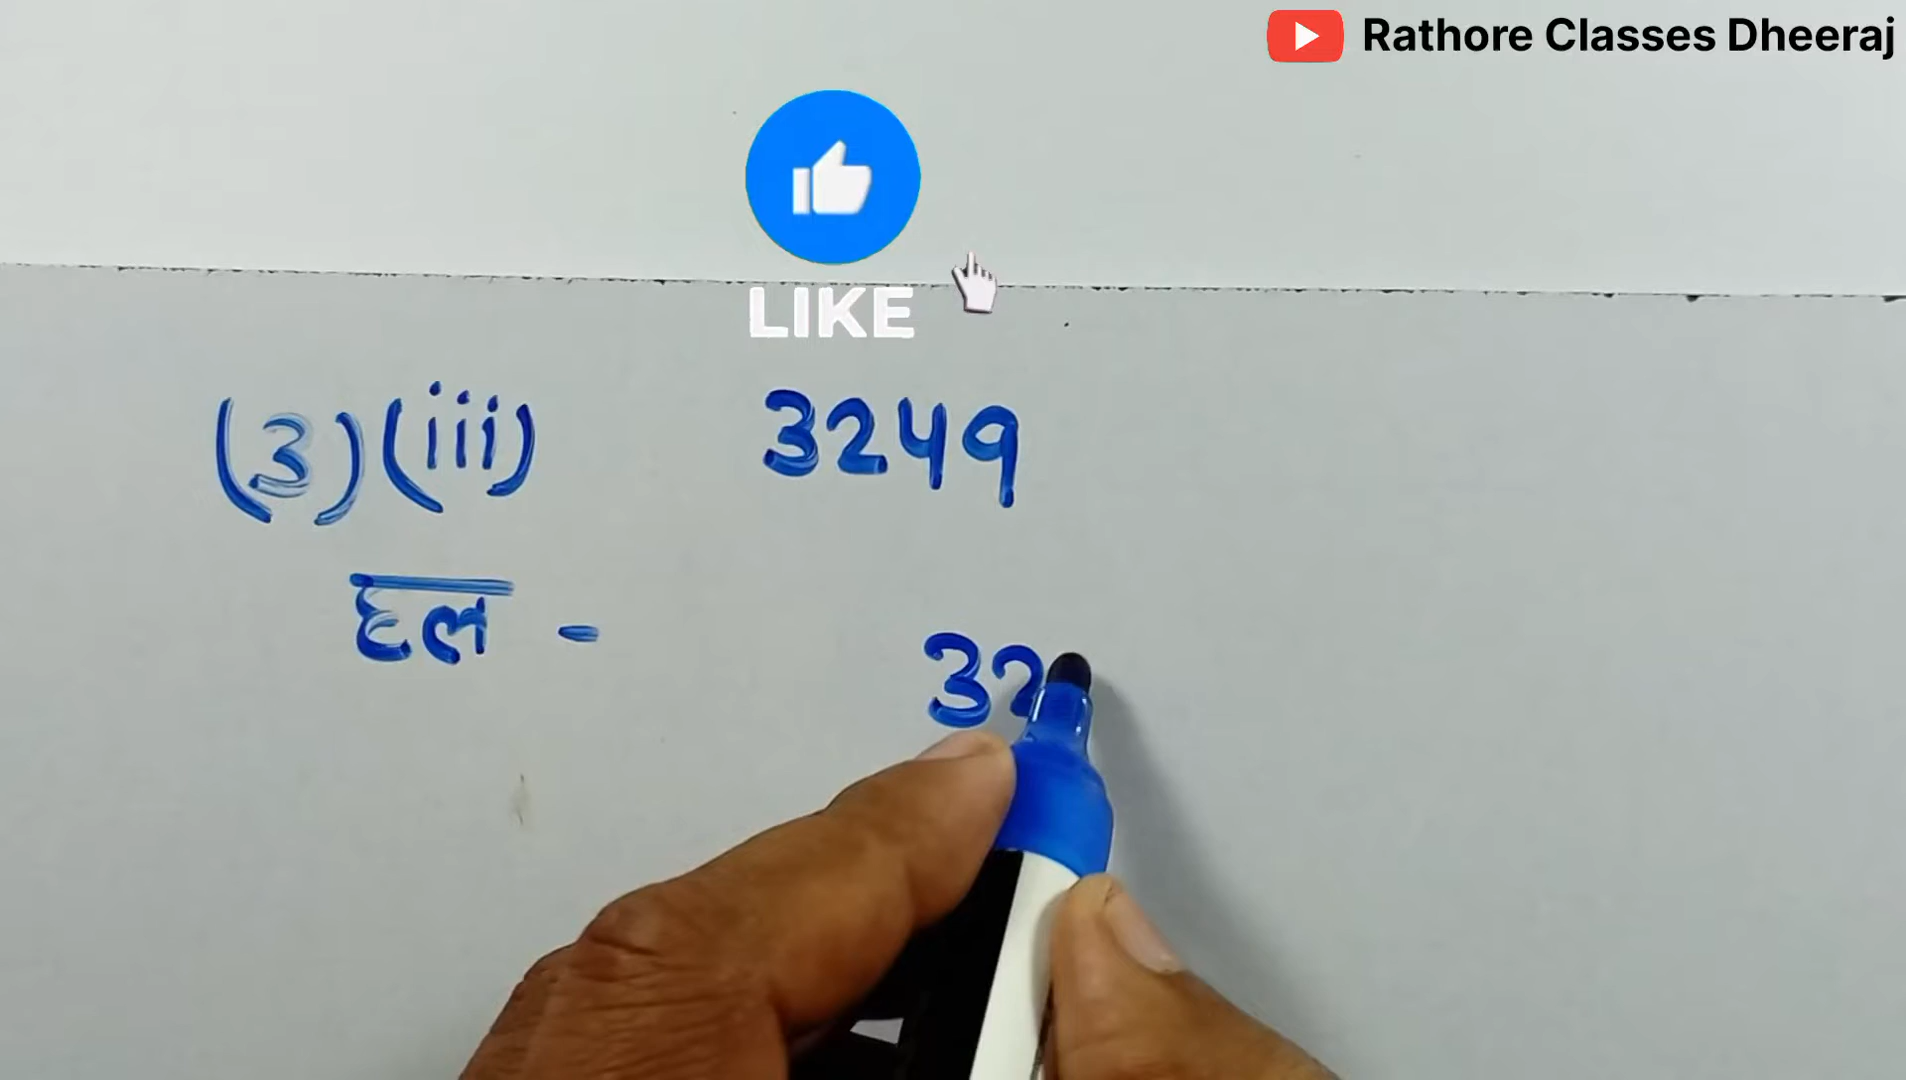 Rathore Classes Dheeraj
LIKE
(3) (iii) 3249
हल -
32